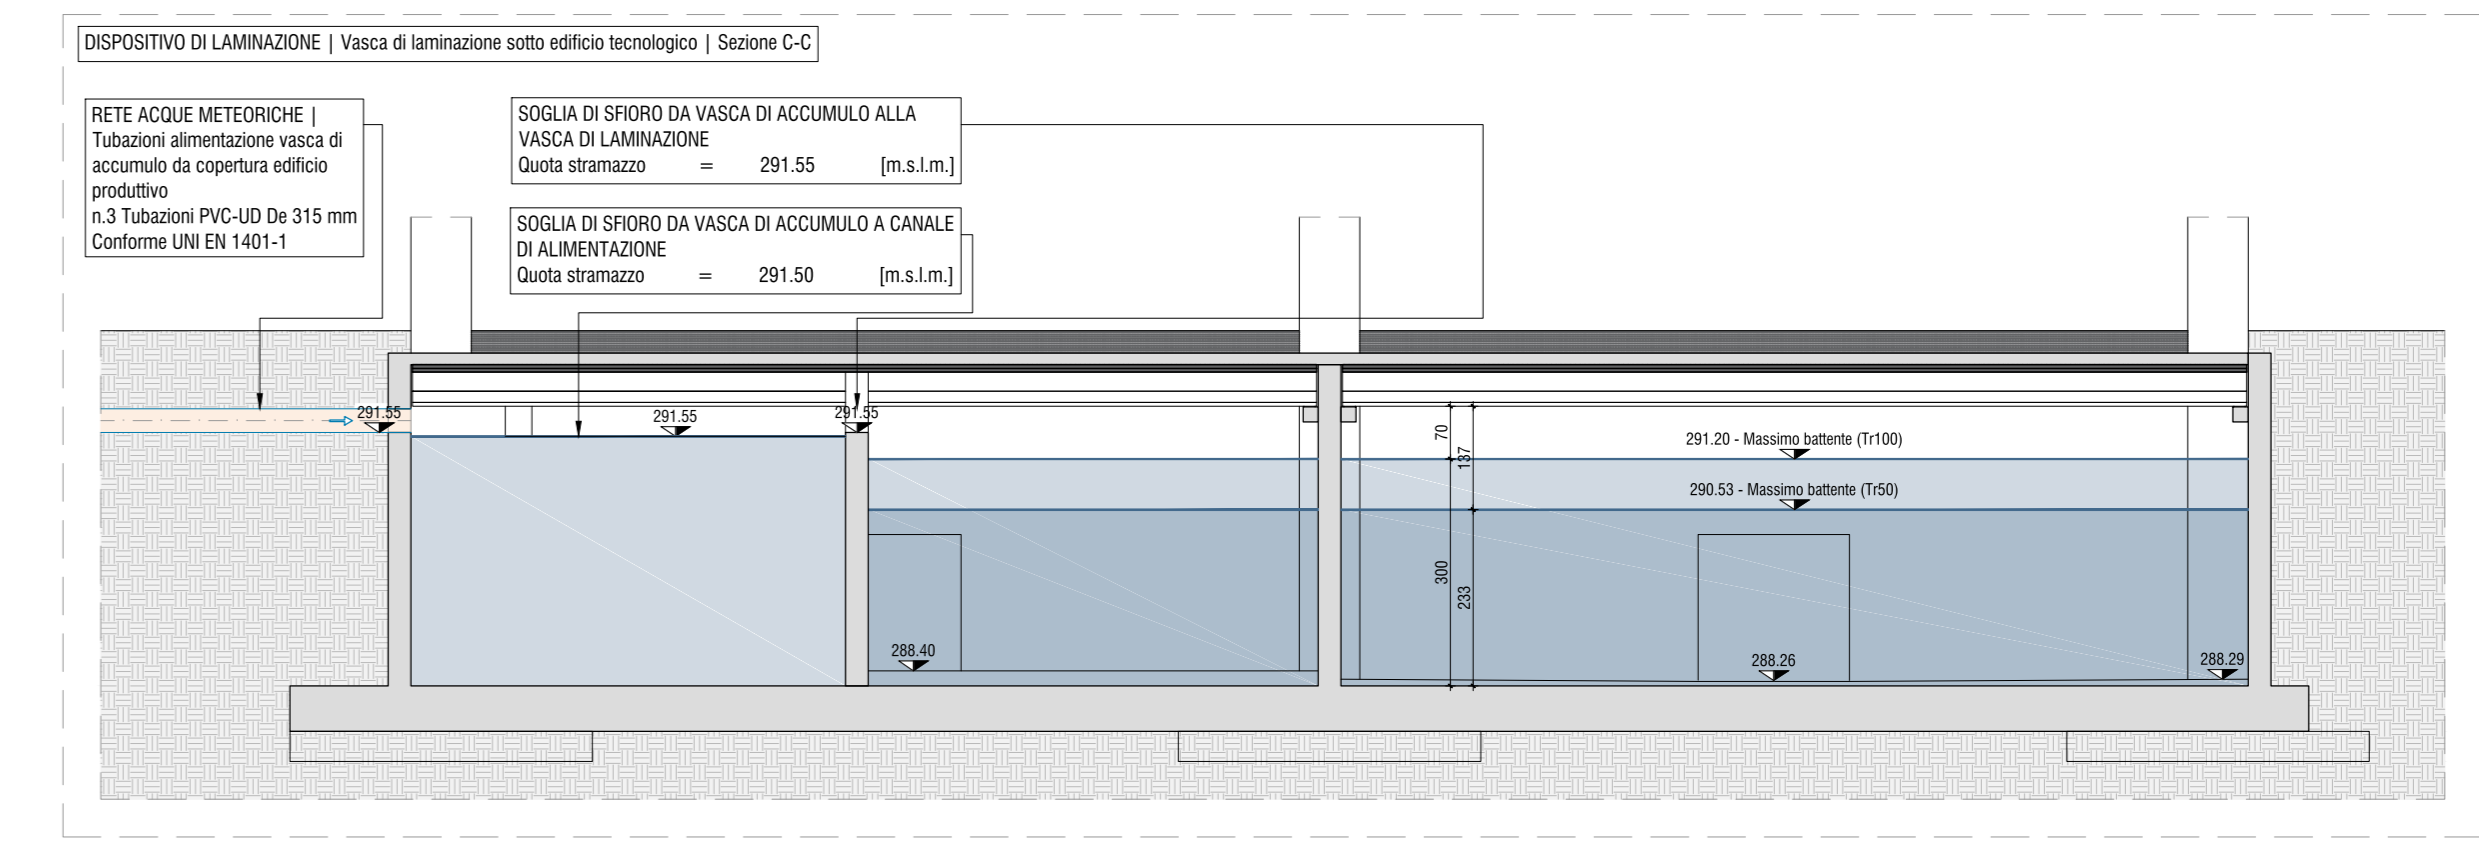 DISPOSITIVO DI LAMINAZIONE | Vasca di laminazione sotto edificio tecnologico | Sezione C-C
RETE ACQUE METEORICHE |
Tubazioni alimentazione vasca di
accumulo da copertura edificio
produttivo
n.3 Tubazioni PVC-UD De 315 mm
Conforme UNI EN 1401-1
SOGLIA DI SFIORO DA VASCA DI ACCUMULO ALLA
VASCA DI LAMINAZIONE
Quota stramazzo = 291.55 [m.s.l.m.]
SOGLIA DI SFIORO DA VASCA DI ACCUMULO A CANALE
DI ALIMENTAZIONE
Quota stramazzo = 291.50 [m.s.l.m.]
291.55
291.55
291.55
70
137
291.20 - Massimo battente (Tr100)
290.53 - Massimo battente (Tr50)
300
233
288.40
288.26
288.29